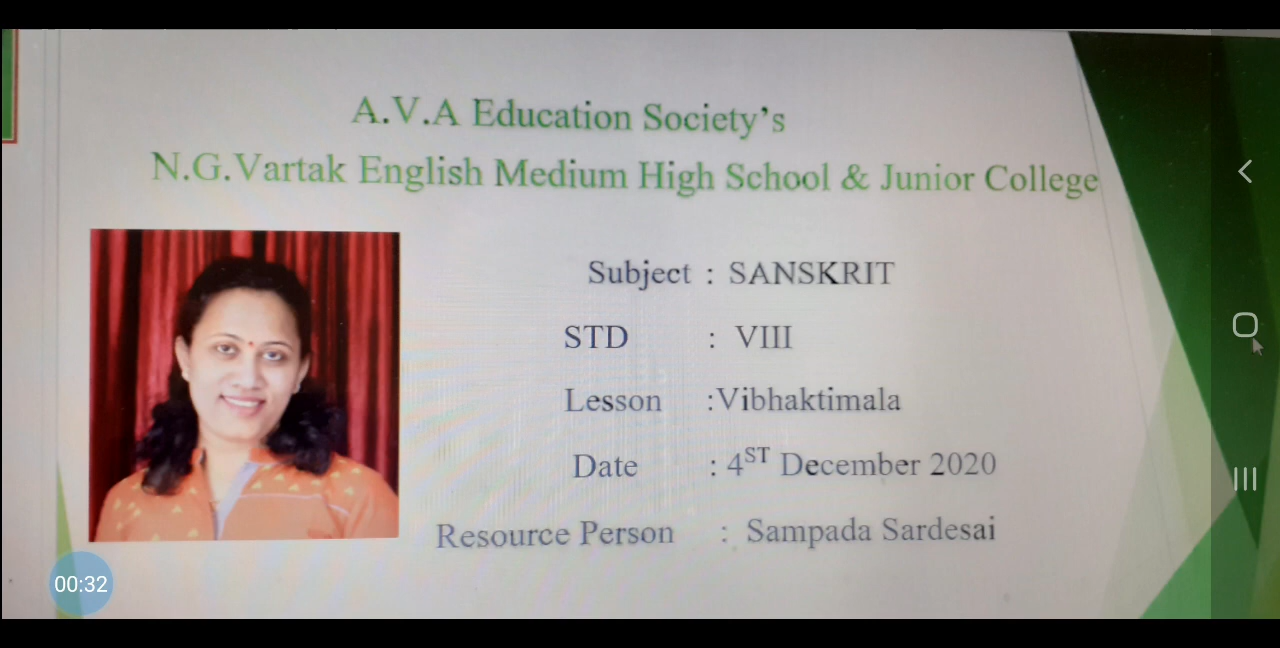 A.V.A Education Society's
N.G.Vartak English Medium High School & Junior College
Subject : SANSKRIT
STD : VIII
Lesson :Vibhaktimala
Date : 4ST December 2020
Resource Person : Sampada Sardesai
00:32